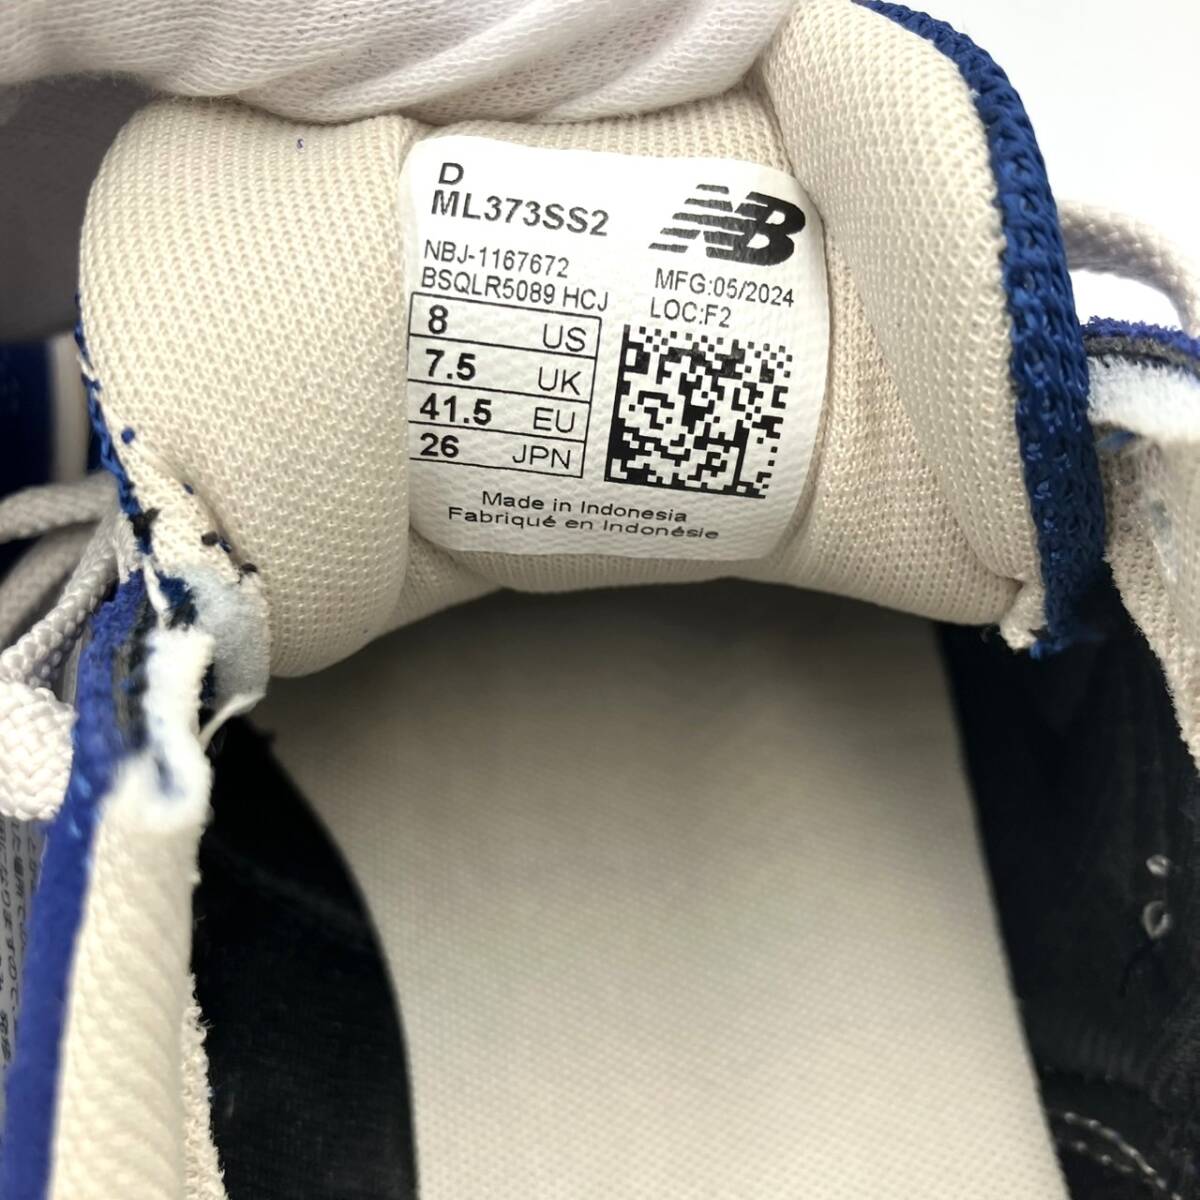 D
ML373SS2
NB
NBJ-1167672
BSQLR5089 HCJ
MFG:05/2024
LOC:F2
8 US
7.5 UK
41.5 EU
26 JPN
Made in Indonesia
Fabriqué en Indonésie